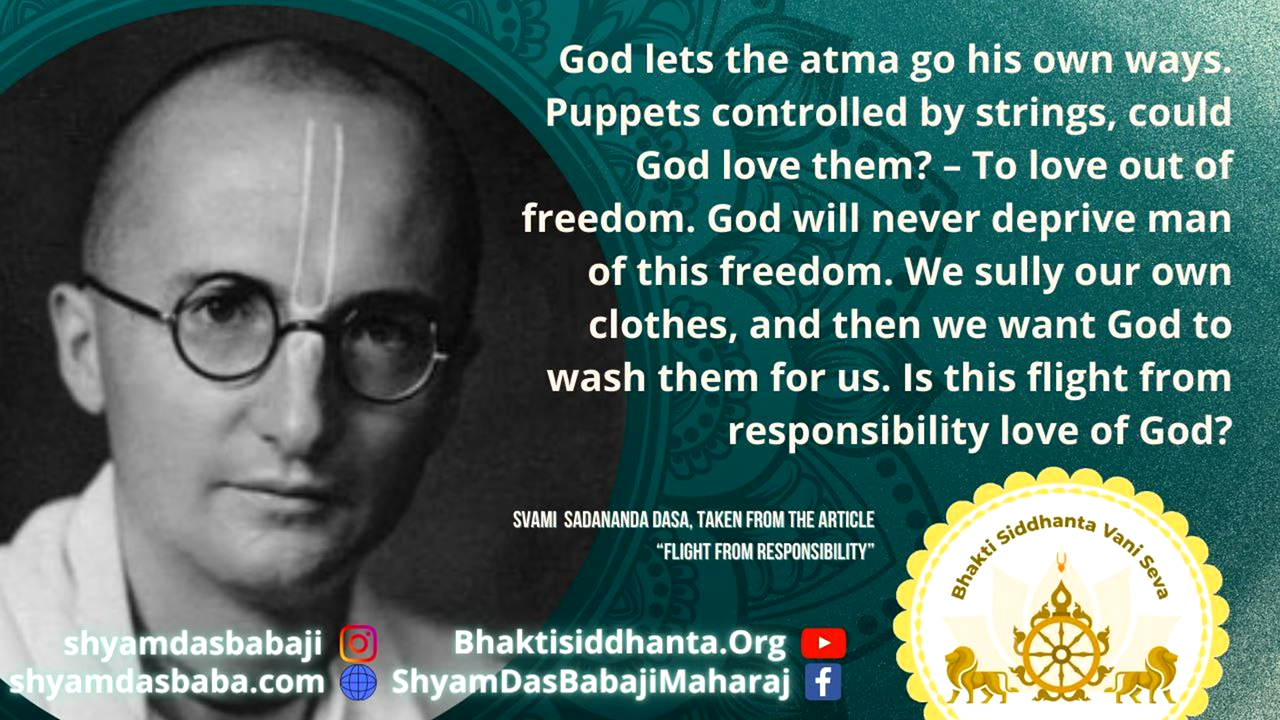 God lets the atma go his own ways.
Puppets controlled by strings, could
God love them? – To love out of
freedom. God will never deprive man
of this freedom. We sully our own
clothes, and then we want God to
wash them for us. Is this flight from
responsibility love of God?
SVAMI SADANANDA DASA, TAKEN FROM THE ARTICLE
“FLIGHT FROM RESPONSIBILITY”
Bhakti Siddhanta Vani Seva
shyamdasbabaji
Bhaktisiddhanta.Org
shyamdasbaba.com
ShyamDasBabajiMaharaj